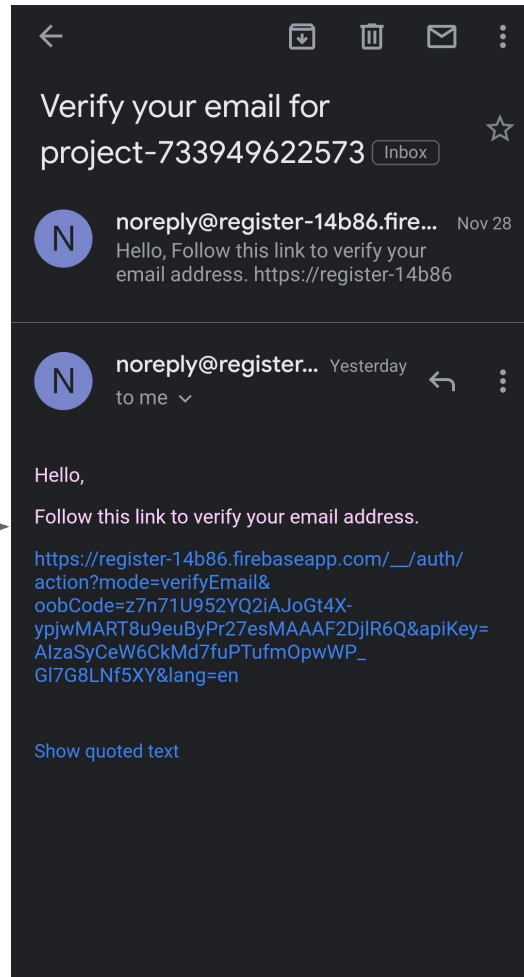 Verify your email for
project-733949622573 Inbox
N
noreply@register-14b86.fire... Nov 28
Hello, Follow this link to verify your
email address. https://register-14b86
N
noreply@register... Yesterday
to me
Hello,
Follow this link to verify your email address.
https://register-14b86.firebaseapp.com/__/auth/
action?mode=verifyEmail&
oobCode=z7n71U952YQ2iAJoGt4X-
ypjwMART8u9euByPr27esMAAAF2DjlR6Q&apiKey=
AIzaSyCeW6CkMd7fuPTufmOpwWP_
Gl7G8LNf5XY&lang=en
Show quoted text